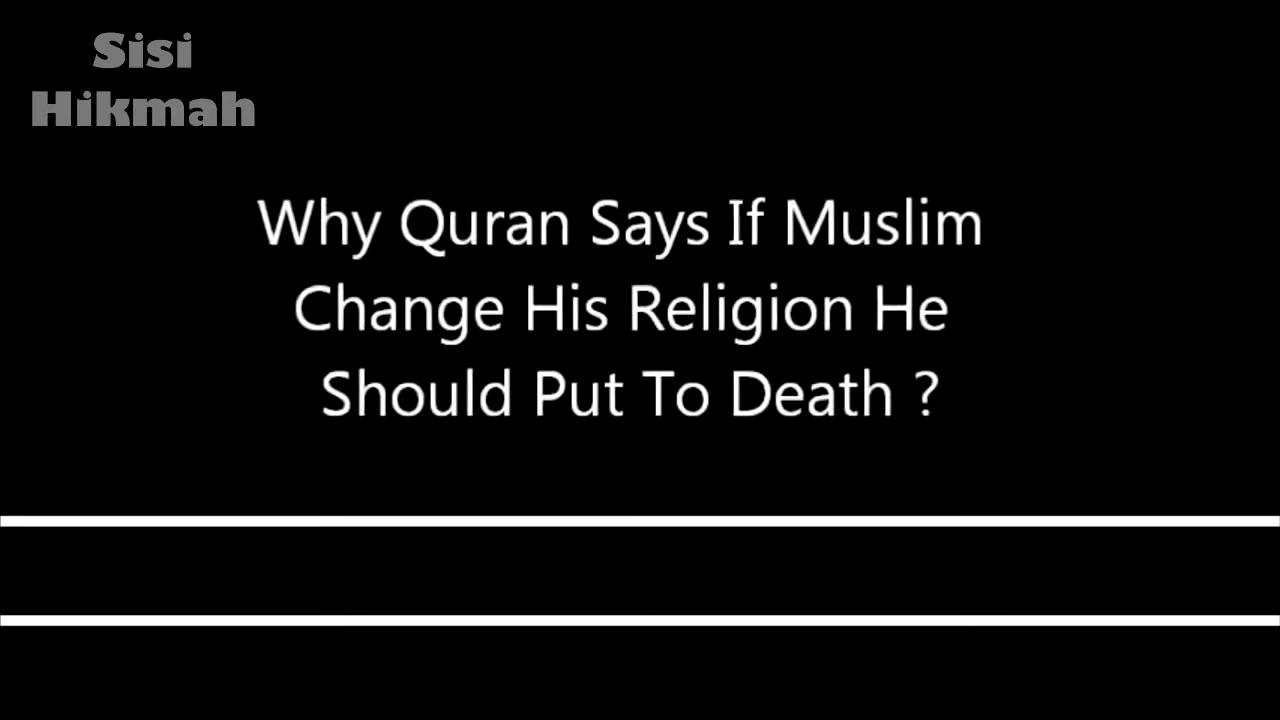 Sisi
Hikmah
Why Quran Says If Muslim
Change His Religion He
Should Put To Death ?